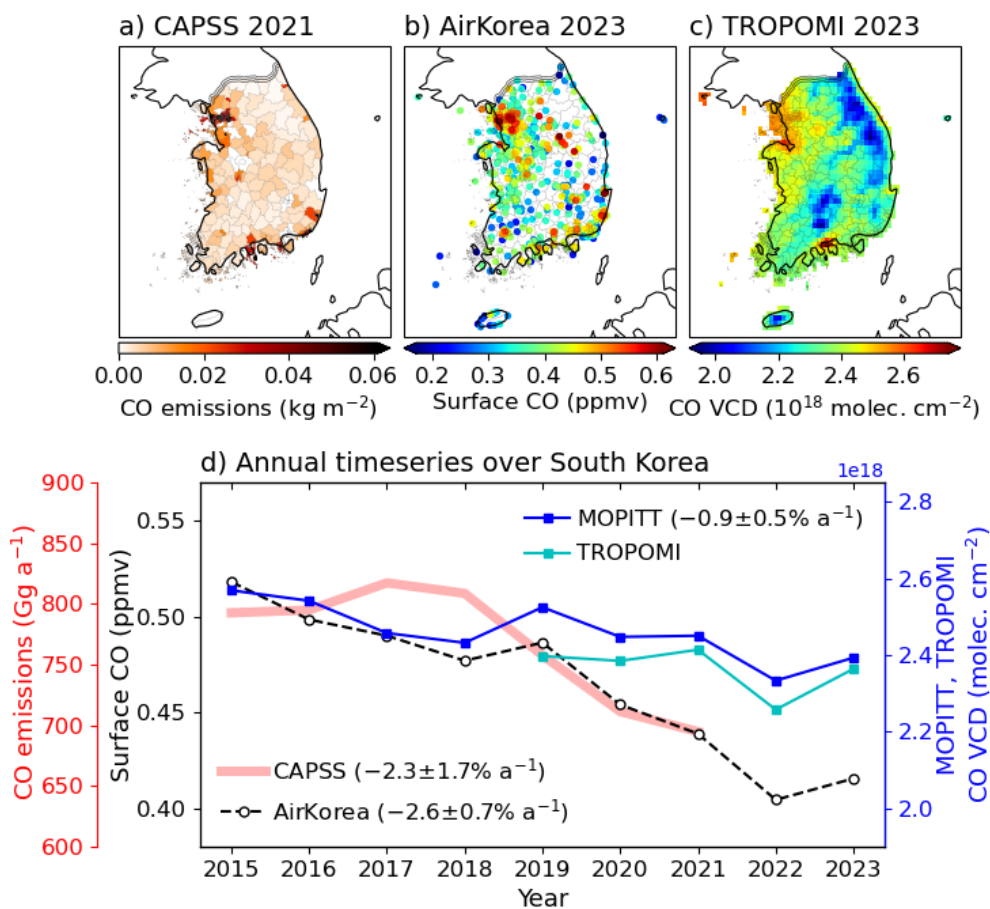 a) CAPSS 2021
b) AirKorea 2023
c) TROPOMI 2023
0.00 0.02 0.04 0.06
CO emissions (kg m⁻²)
0.2 0.3 0.4 0.5 0.6
Surface CO (ppmv)
2.0 2.2 2.4 2.6
CO VCD (10¹⁸ molec. cm⁻²)
d) Annual timeseries over South Korea
1e18
CO emissions (Gg a⁻¹)
900
850
800
750
700
650
600
Surface CO (ppmv)
0.55
0.50
0.45
0.40
MOPITT (−0.9±0.5% a⁻¹)
TROPOMI
CAPSS (−2.3±1.7% a⁻¹)
AirKorea (−2.6±0.7% a⁻¹)
2.8
2.6
2.4
2.2
2.0
MOPITT, TROPOMI
CO VCD (molec. cm⁻²)
2015 2016 2017 2018 2019 2020 2021 2022 2023
Year